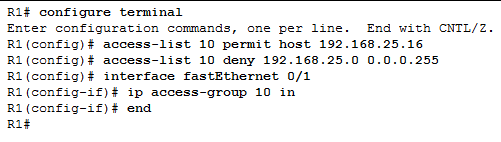 R1# configure terminal
Enter configuration commands, one per line.  End with CNTL/Z.
R1(config)# access-list 10 permit host 192.168.25.16
R1(config)# access-list 10 deny 192.168.25.0 0.0.0.255
R1(config)# interface fastEthernet 0/1
R1(config-if)# ip access-group 10 in
R1(config-if)# end
R1#